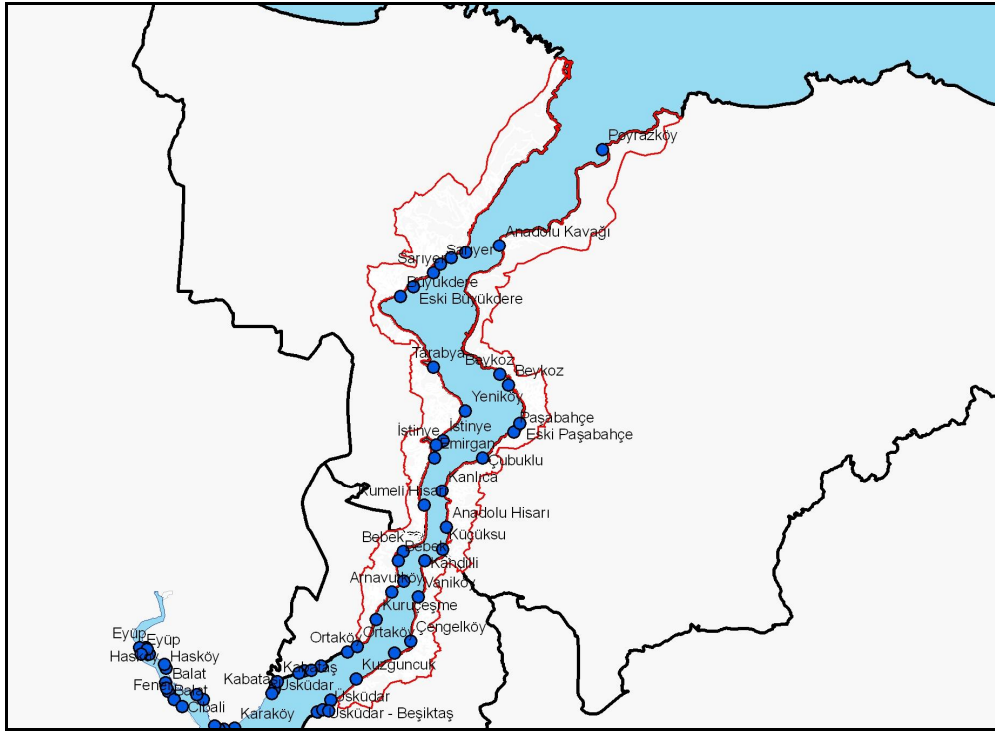 Poyrazköy
Anadolu Kavağı
Sarıyer
Sarıyer
Büyükdere
Eski Büyükdere
Tarabya
Beykoz
Beykoz
Yeniköy
Paşabahçe
İstinye
İstinye
Eski Paşabahçe
Emirgan
Çubuklu
Kanlıca
Rumeli Hisarı
Anadolu Hisarı
Küçüksu
Bebek
Bebek
Kandilli
Arnavutköy
Vaniköy
Kuruçeşme
Çengelköy
Eyüp
Eyüp
Ortaköy
Ortaköy
Hasköy
Hasköy
Kabataş
Kuzguncuk
Balat
Kabataş
Üsküdar
Fener
Balat
Üsküdar
Cibali
Üsküdar - Beşiktaş
Karaköy